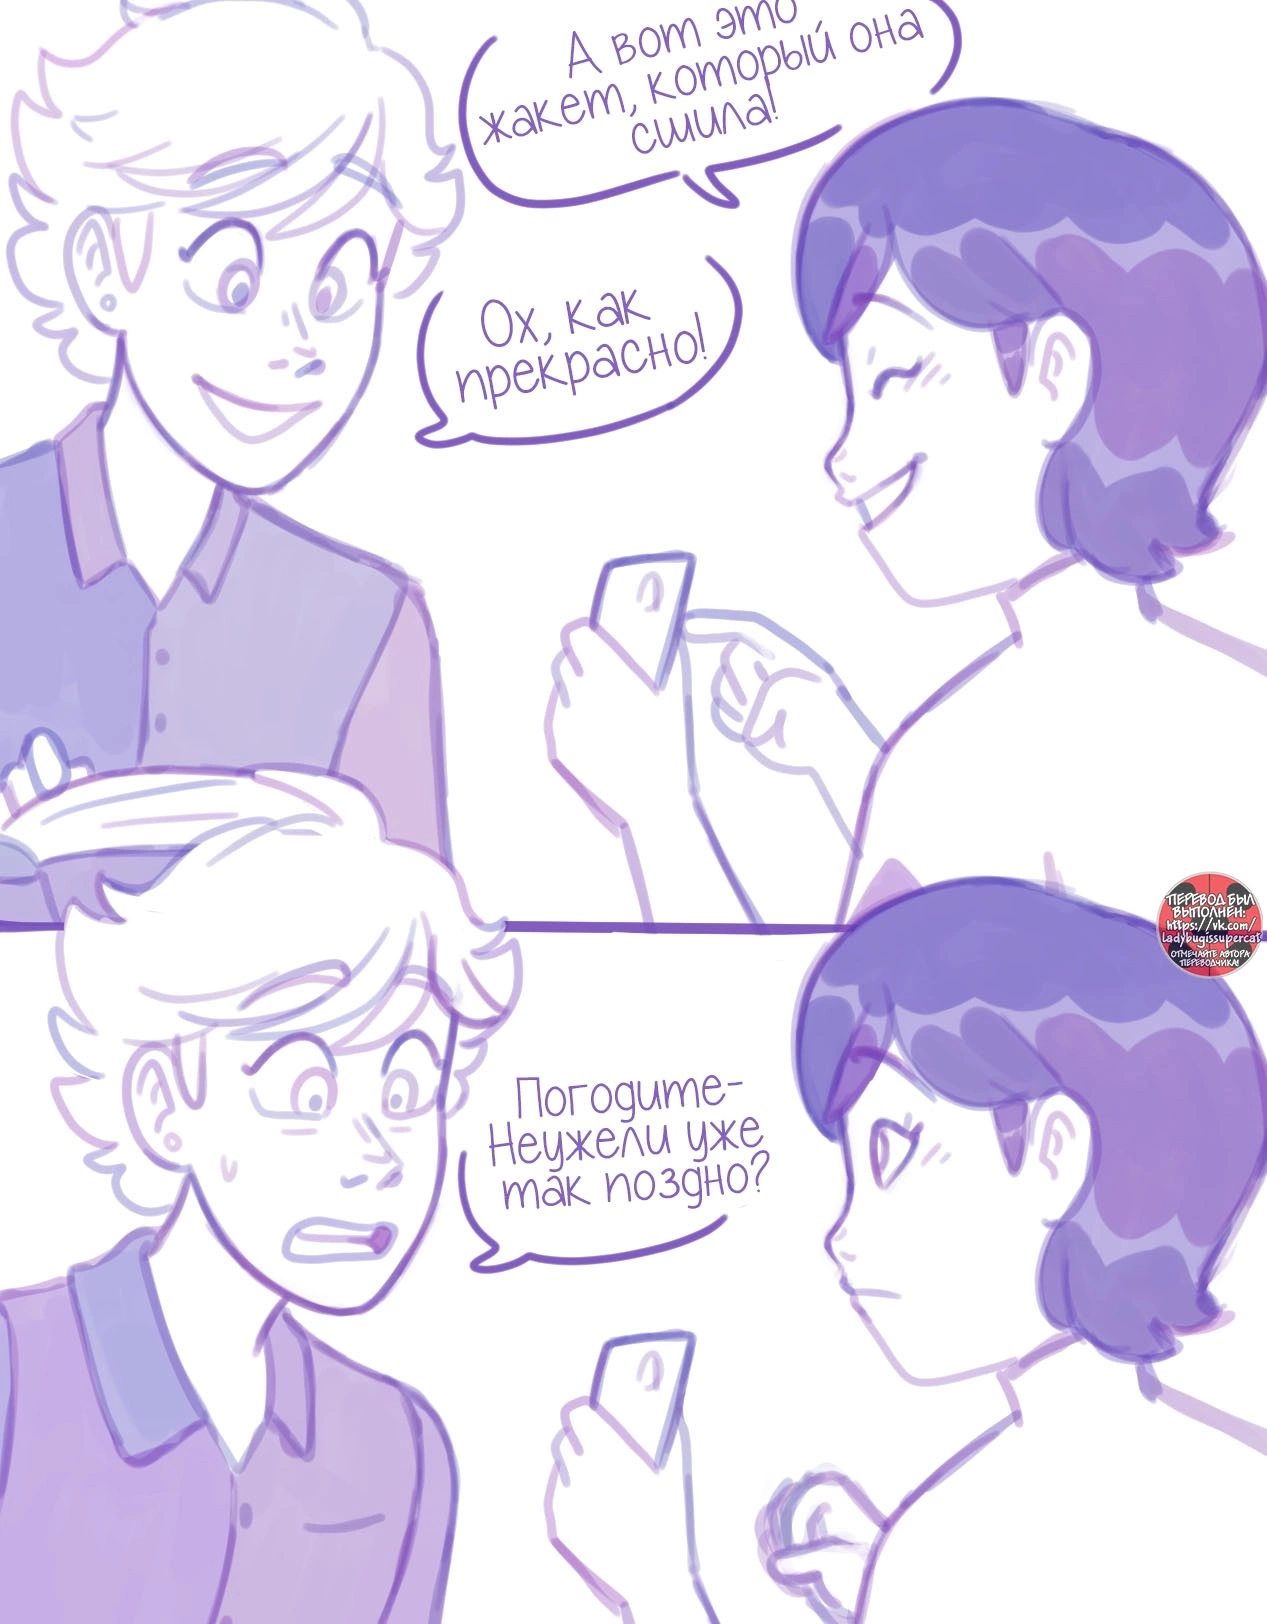 А вот это
жакет, который она
сшила!
Ох, как
прекрасно!
ПЕРЕВОД БЫЛ
ВЫПОЛНЕН:
https://vk.com/
ladybugissupercat
ОТМЕЧАЙТЕ АВТОРА
ПЕРЕВОДЧИКА!
Погодите-
Неужели уже
так поздно?